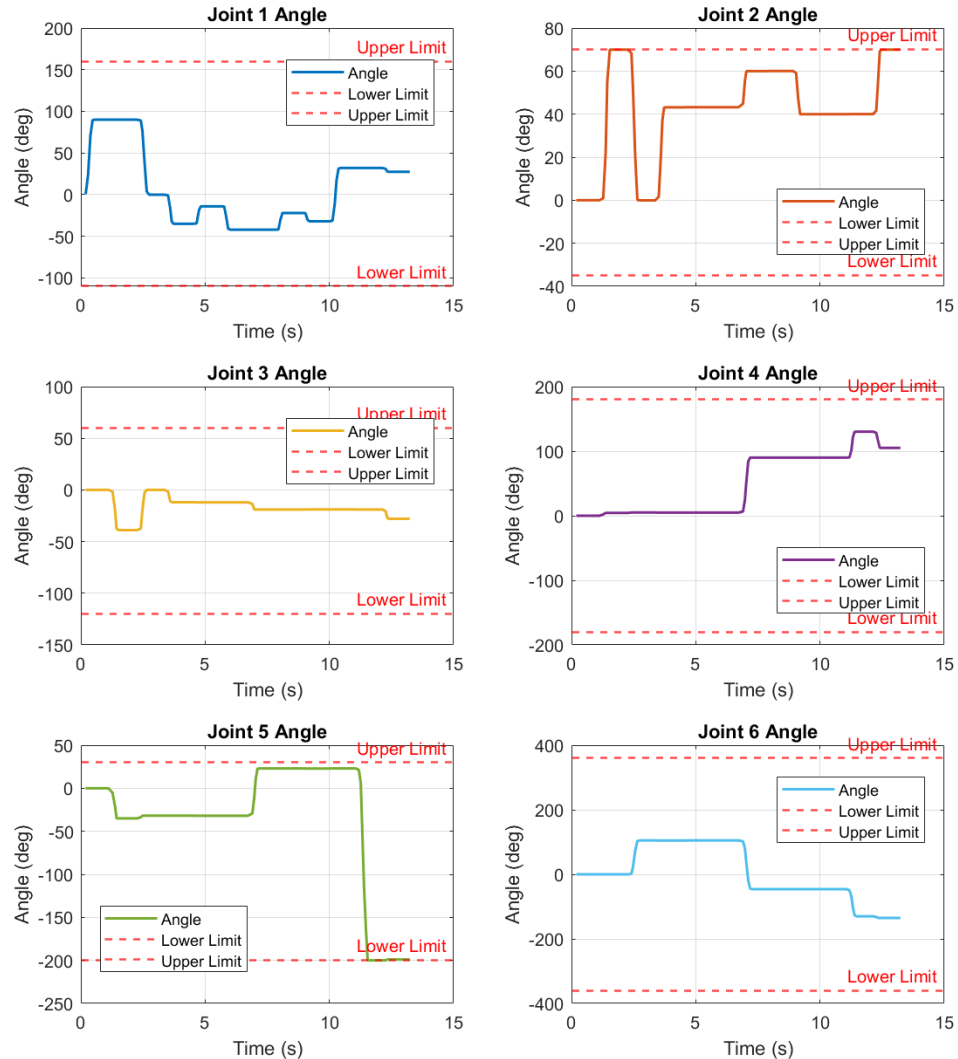 Joint 1 Angle
200
150
100
50
0
-50
-100
Angle (deg)
Upper Limit
Angle
Lower Limit
Upper Limit
Lower Limit
0 5 10 15
Time (s)
Joint 2 Angle
80
60
40
20
0
-20
-40
Angle (deg)
Upper Limit
Angle
Lower Limit
Upper Limit
Lower Limit
0 5 10 15
Time (s)
Joint 3 Angle
100
50
0
-50
-100
-150
Angle (deg)
Upper Limit
Angle
Lower Limit
Upper Limit
Lower Limit
0 5 10 15
Time (s)
Joint 4 Angle
200
100
0
-100
-200
Angle (deg)
Upper Limit
Angle
Lower Limit
Upper Limit
Lower Limit
0 5 10 15
Time (s)
Joint 5 Angle
50
0
-50
-100
-150
-200
-250
Angle (deg)
Upper Limit
Angle
Lower Limit
Upper Limit
Lower Limit
0 5 10 15
Time (s)
Joint 6 Angle
400
200
0
-200
-400
Angle (deg)
Upper Limit
Angle
Lower Limit
Upper Limit
Lower Limit
0 5 10 15
Time (s)